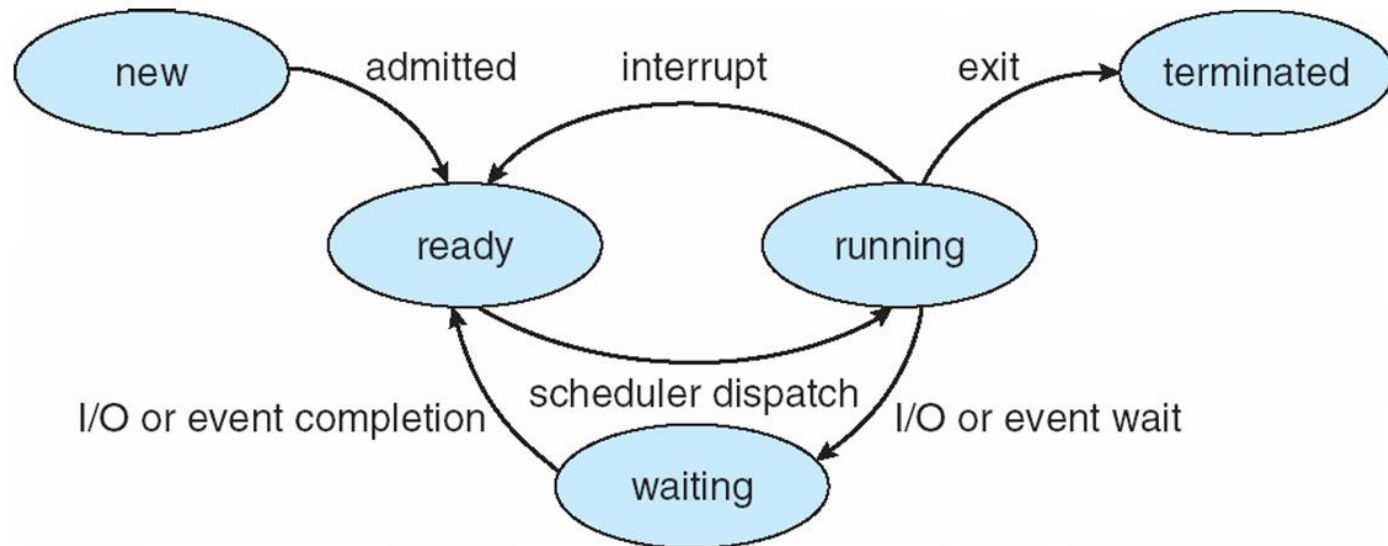 new
admitted
interrupt
exit
terminated
ready
running
scheduler dispatch
I/O or event completion
I/O or event wait
waiting